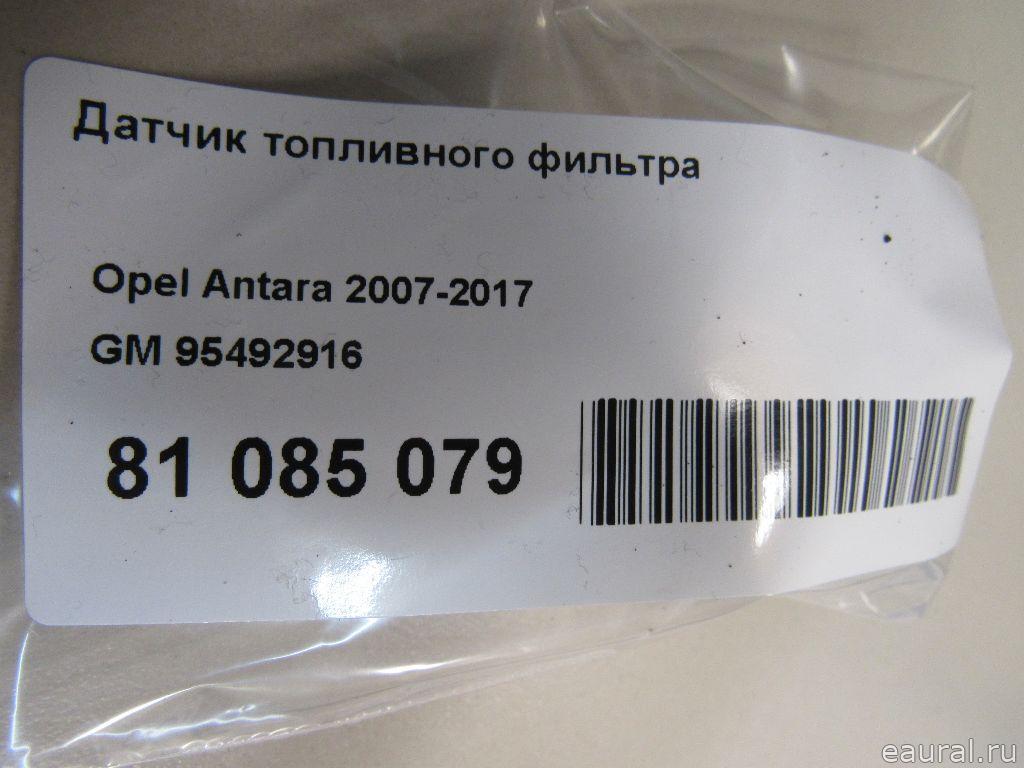 Датчик топливного фильтра
Opel Antara 2007-2017
GM 95492916
81 085 079
eaural.ru